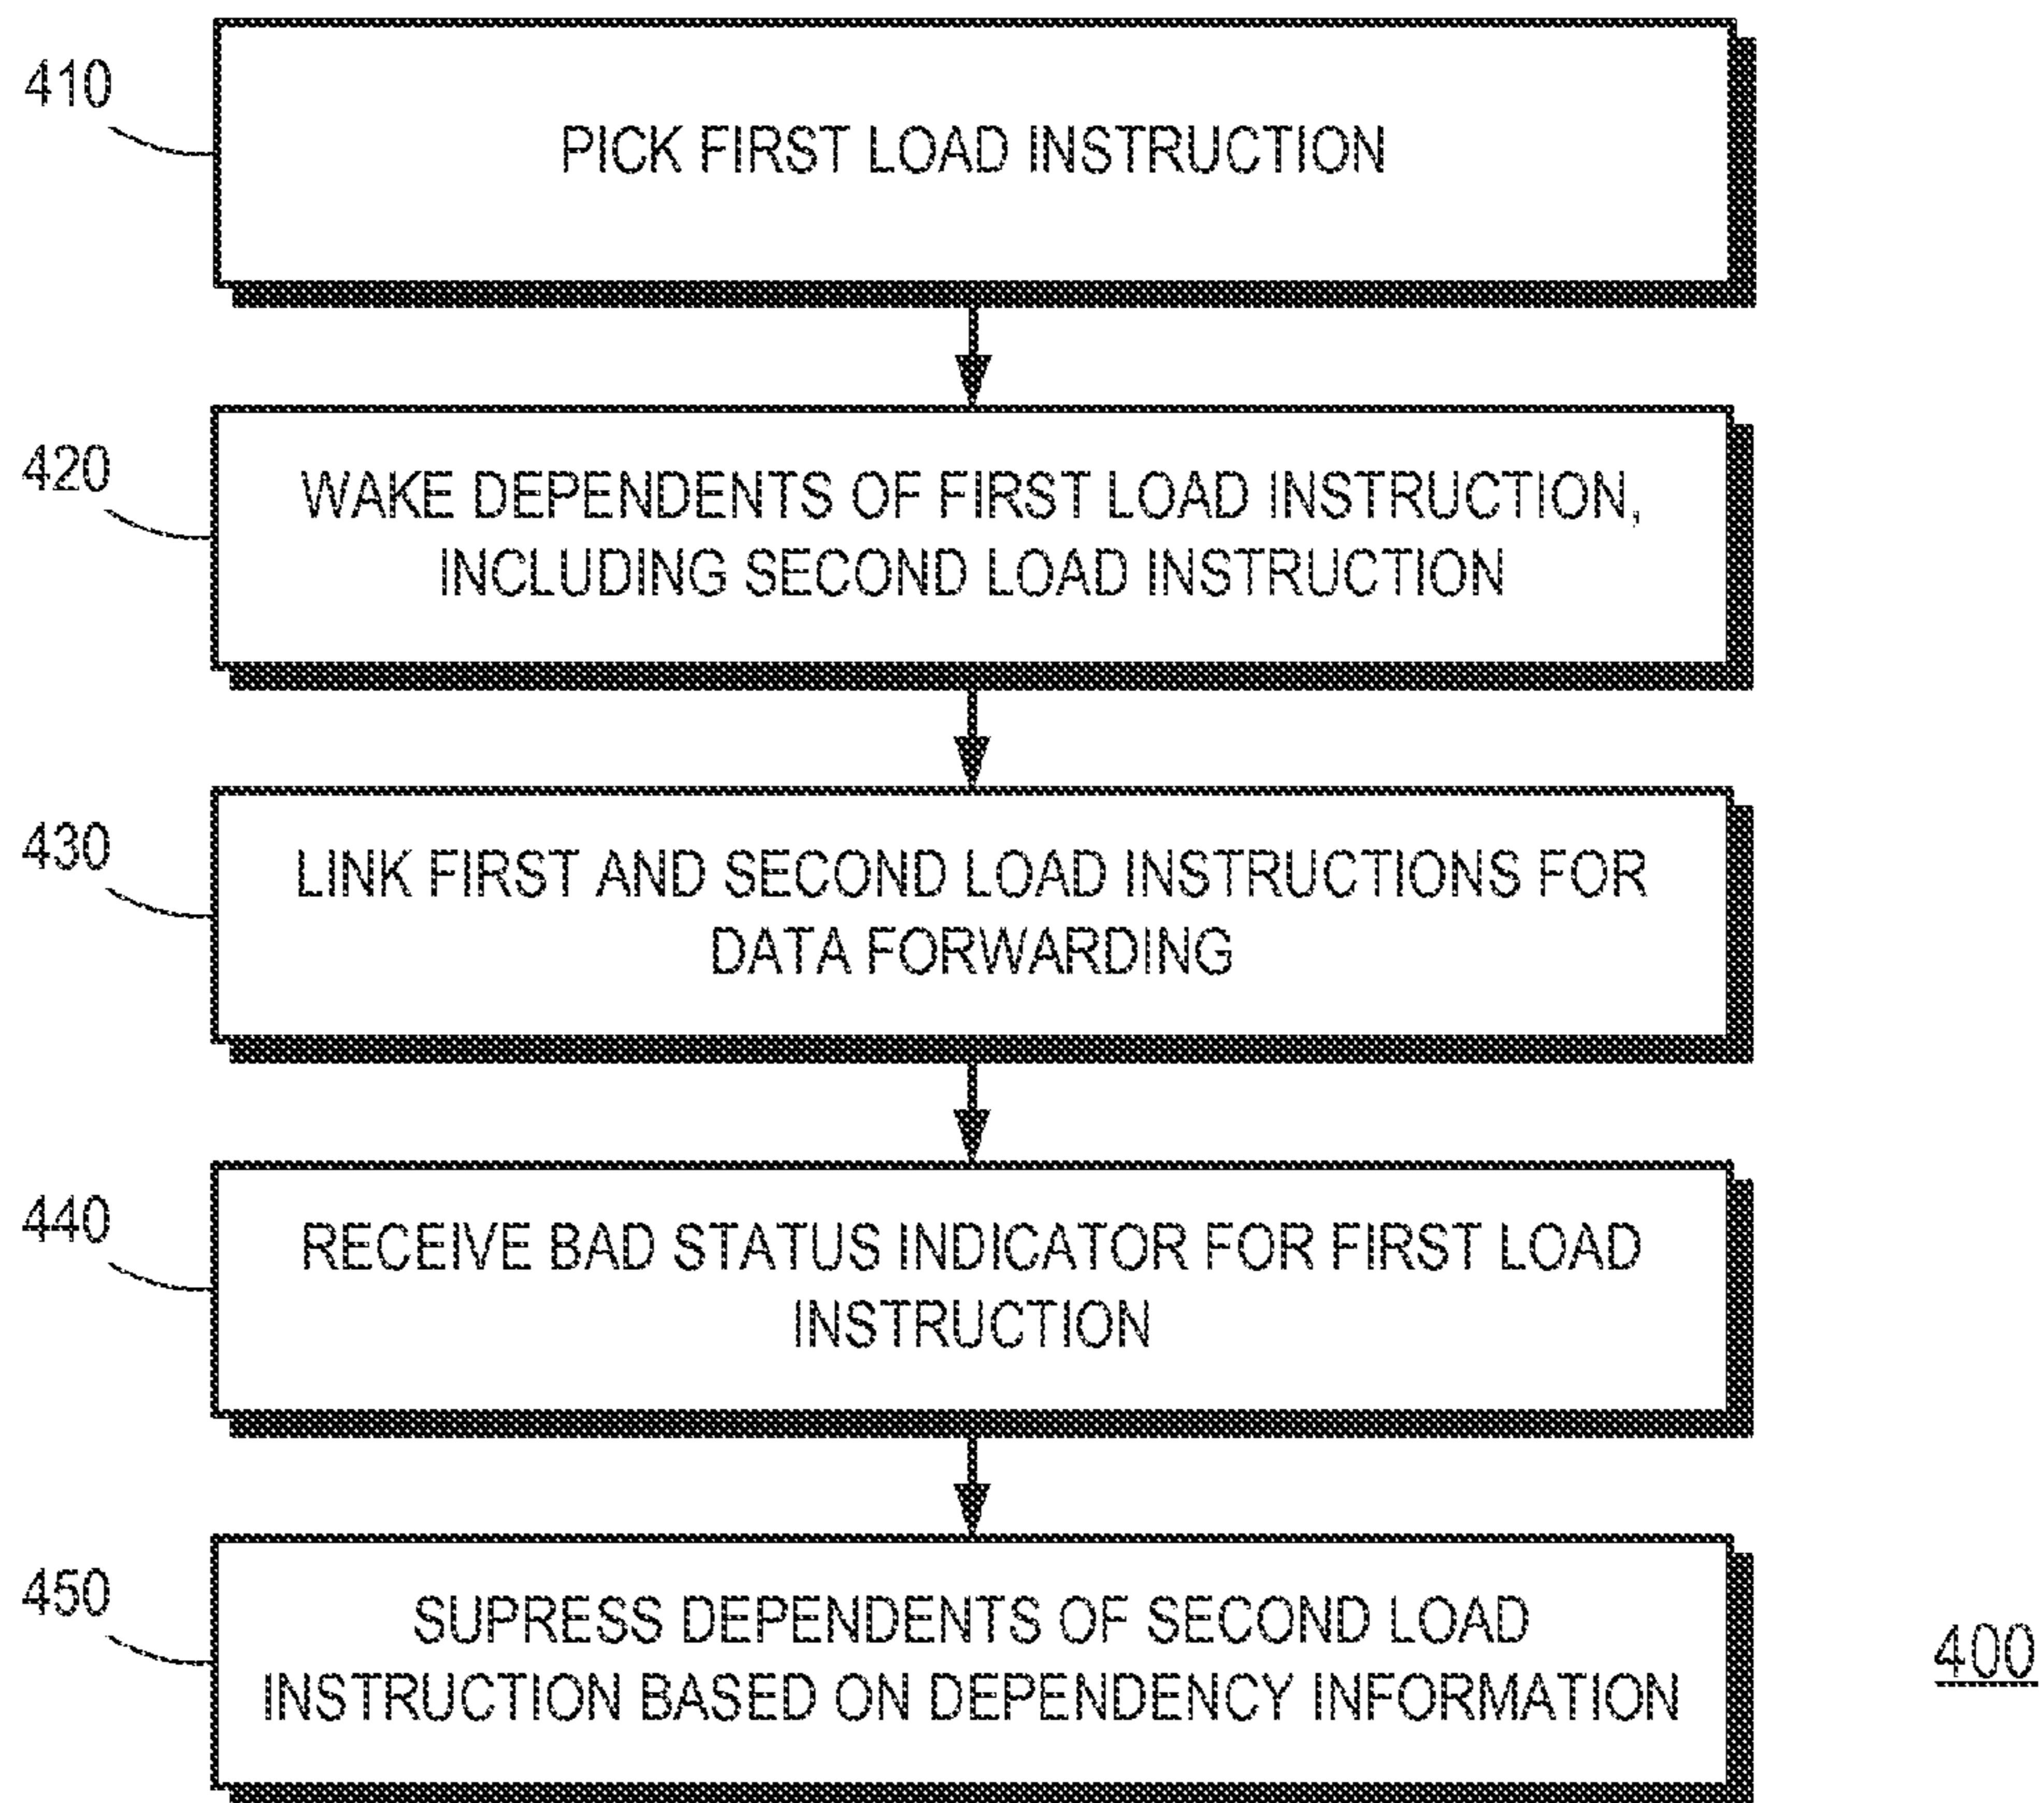 410
PICK FIRST LOAD INSTRUCTION
420
WAKE DEPENDENTS OF FIRST LOAD INSTRUCTION,
INCLUDING SECOND LOAD INSTRUCTION
430
LINK FIRST AND SECOND LOAD INSTRUCTIONS FOR
DATA FORWARDING
440
RECEIVE BAD STATUS INDICATOR FOR FIRST LOAD
INSTRUCTION
450
SUPRESS DEPENDENTS OF SECOND LOAD
INSTRUCTION BASED ON DEPENDENCY INFORMATION
400